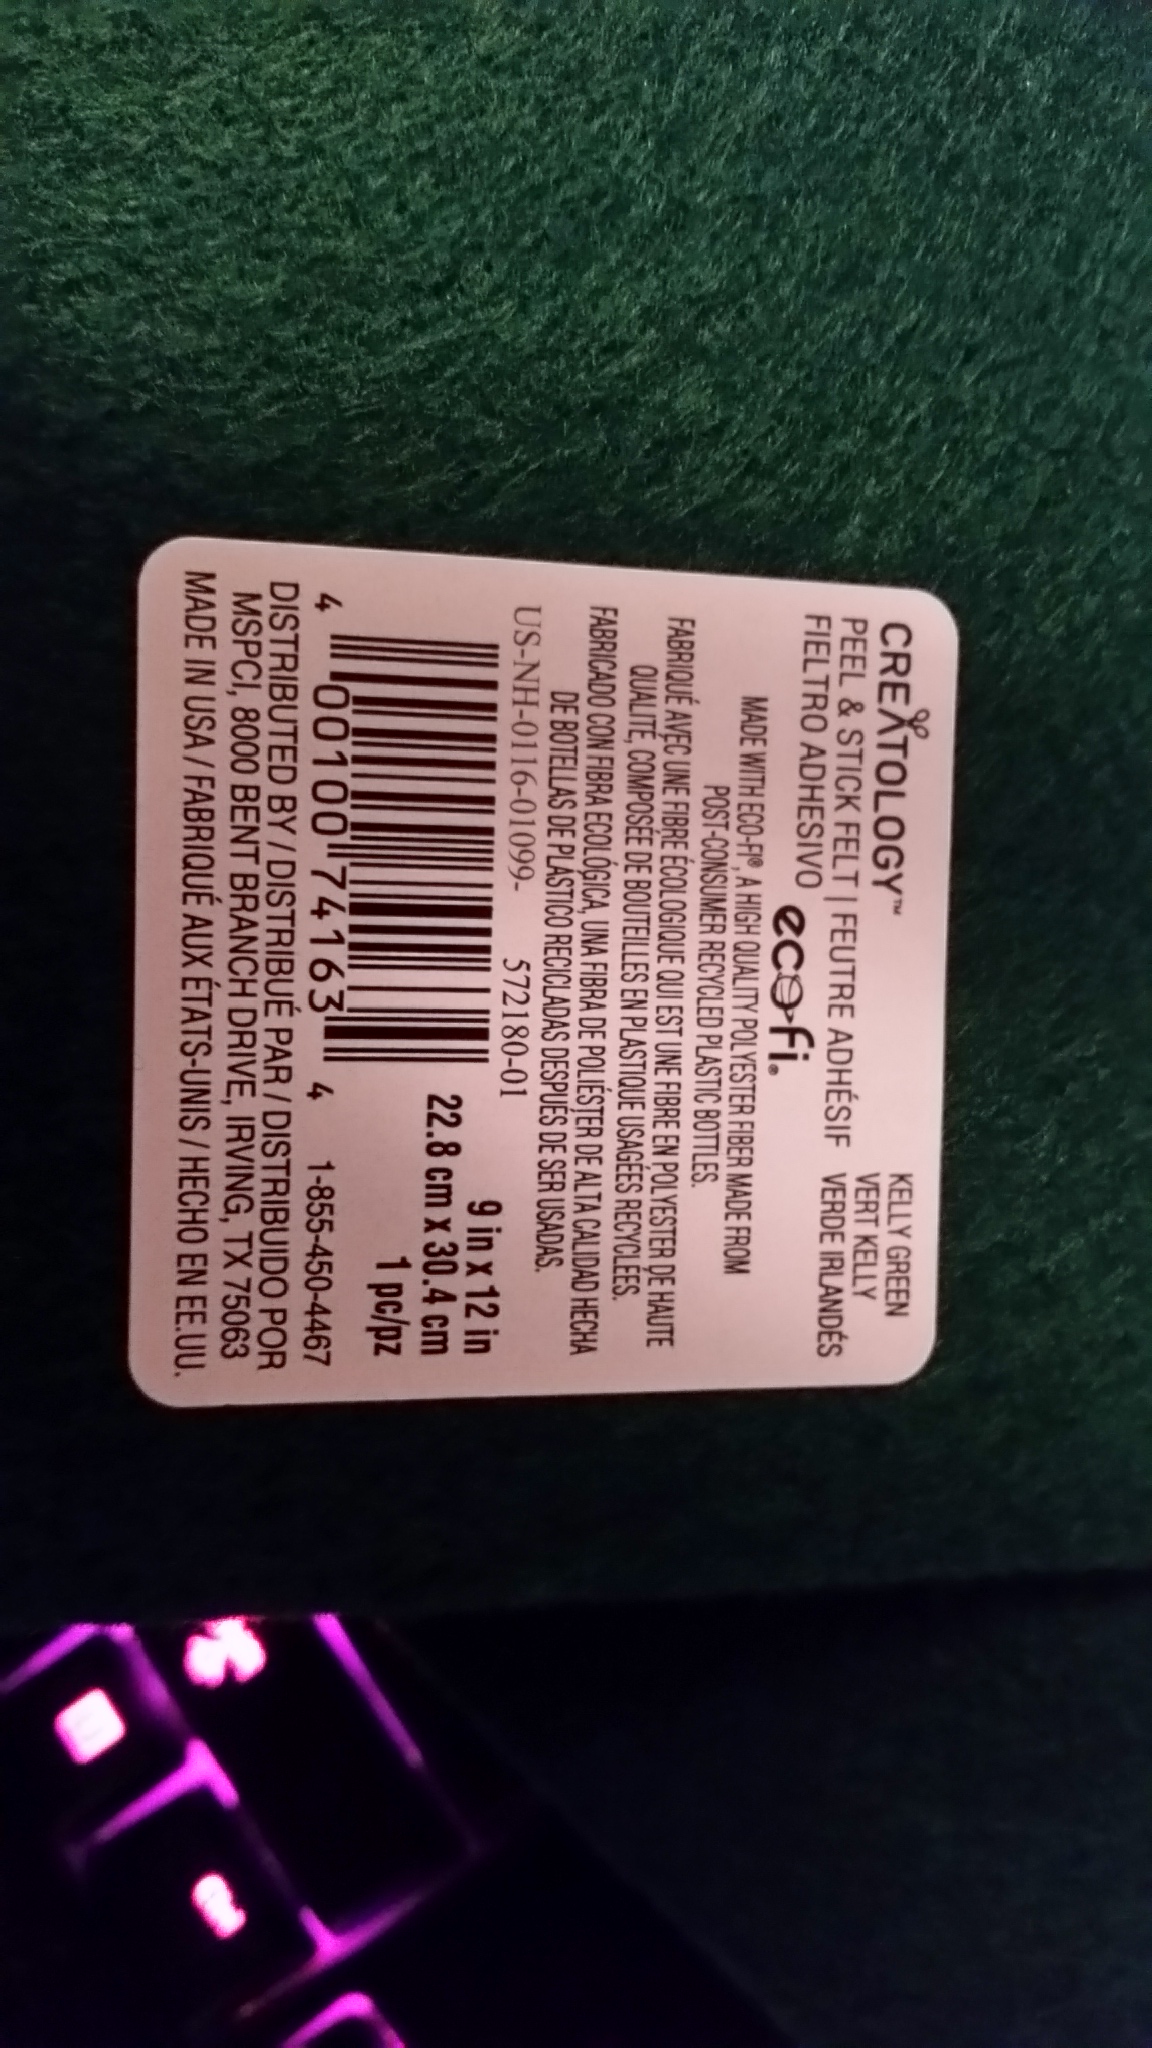 CREATOLOGY™ KELLY GREEN
PEEL & STICK FELT | FEUTRE ADHÉSIF VERT KELLY
FIELTRO ADHESIVO VERDE IRLANDÉS
eco-fi®
MADE WITH ECO-FI®, A HIGH QUALITY POLYESTER FIBER MADE FROM
POST-CONSUMER RECYCLED PLASTIC BOTTLES.
FABRIQUÉ AVEC UNE FIBRE ÉCOLOGIQUE QUI EST UNE FIBRE EN POLYESTER DE HAUTE
QUALITÉ, COMPOSÉE DE BOUTEILLES EN PLASTIQUE USAGÉES RECYCLÉES.
FABRICADO CON FIBRA ECOLÓGICA, UNA FIBRA DE POLIÉSTER DE ALTA CALIDAD HECHA
DE BOTELLAS DE PLÁSTICO RECICLADAS DESPUÉS DE SER USADAS.
US-NH-0116-01099- 572180-01
9 in x 12 in
22.8 cm x 30.4 cm
1 pc/pz
4 00100 74163 4 1-855-450-4467
DISTRIBUTED BY / DISTRIBUÉ PAR / DISTRIBUIDO POR
MSPCI, 8000 BENT BRANCH DRIVE, IRVING, TX 75063
MADE IN USA / FABRIQUÉ AUX ÉTATS-UNIS / HECHO EN EE.UU.